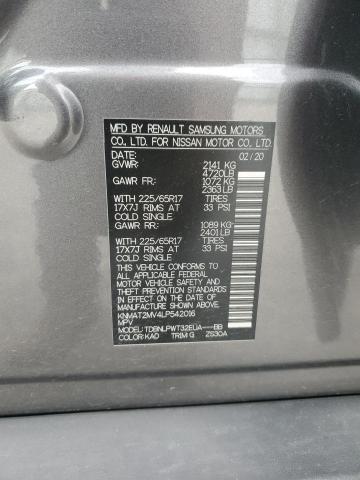 MFD BY RENAULT SAMSUNG MOTORS
CO., LTD. FOR NISSAN MOTOR CO., LTD.
DATE: 02/20
GVWR: 2141 KG
4720LB
GAWR FR: 1072 KG
2363LB
WITH 225/65R17 TIRES
17X7J RIMS AT 33 PSI
COLD SINGLE
GAWR RR: 1089 KG
2401LB
WITH 225/65R17 TIRES
17X7J RIMS AT 33 PSI
COLD SINGLE
THIS VEHICLE CONFORMS TO ALL
APPLICABLE FEDERAL MOTOR
VEHICLE SAFETY AND THEFT
PREVENTION STANDARDS IN
EFFECT ON THE DATE OF
MANUFACTURE SHOWN ABOVE.
KNMAT2MV4LP542016
MPV
MODEL: TDBNLPWT32EUA---BB
COLOR: KAD TRIM: G ZS30A